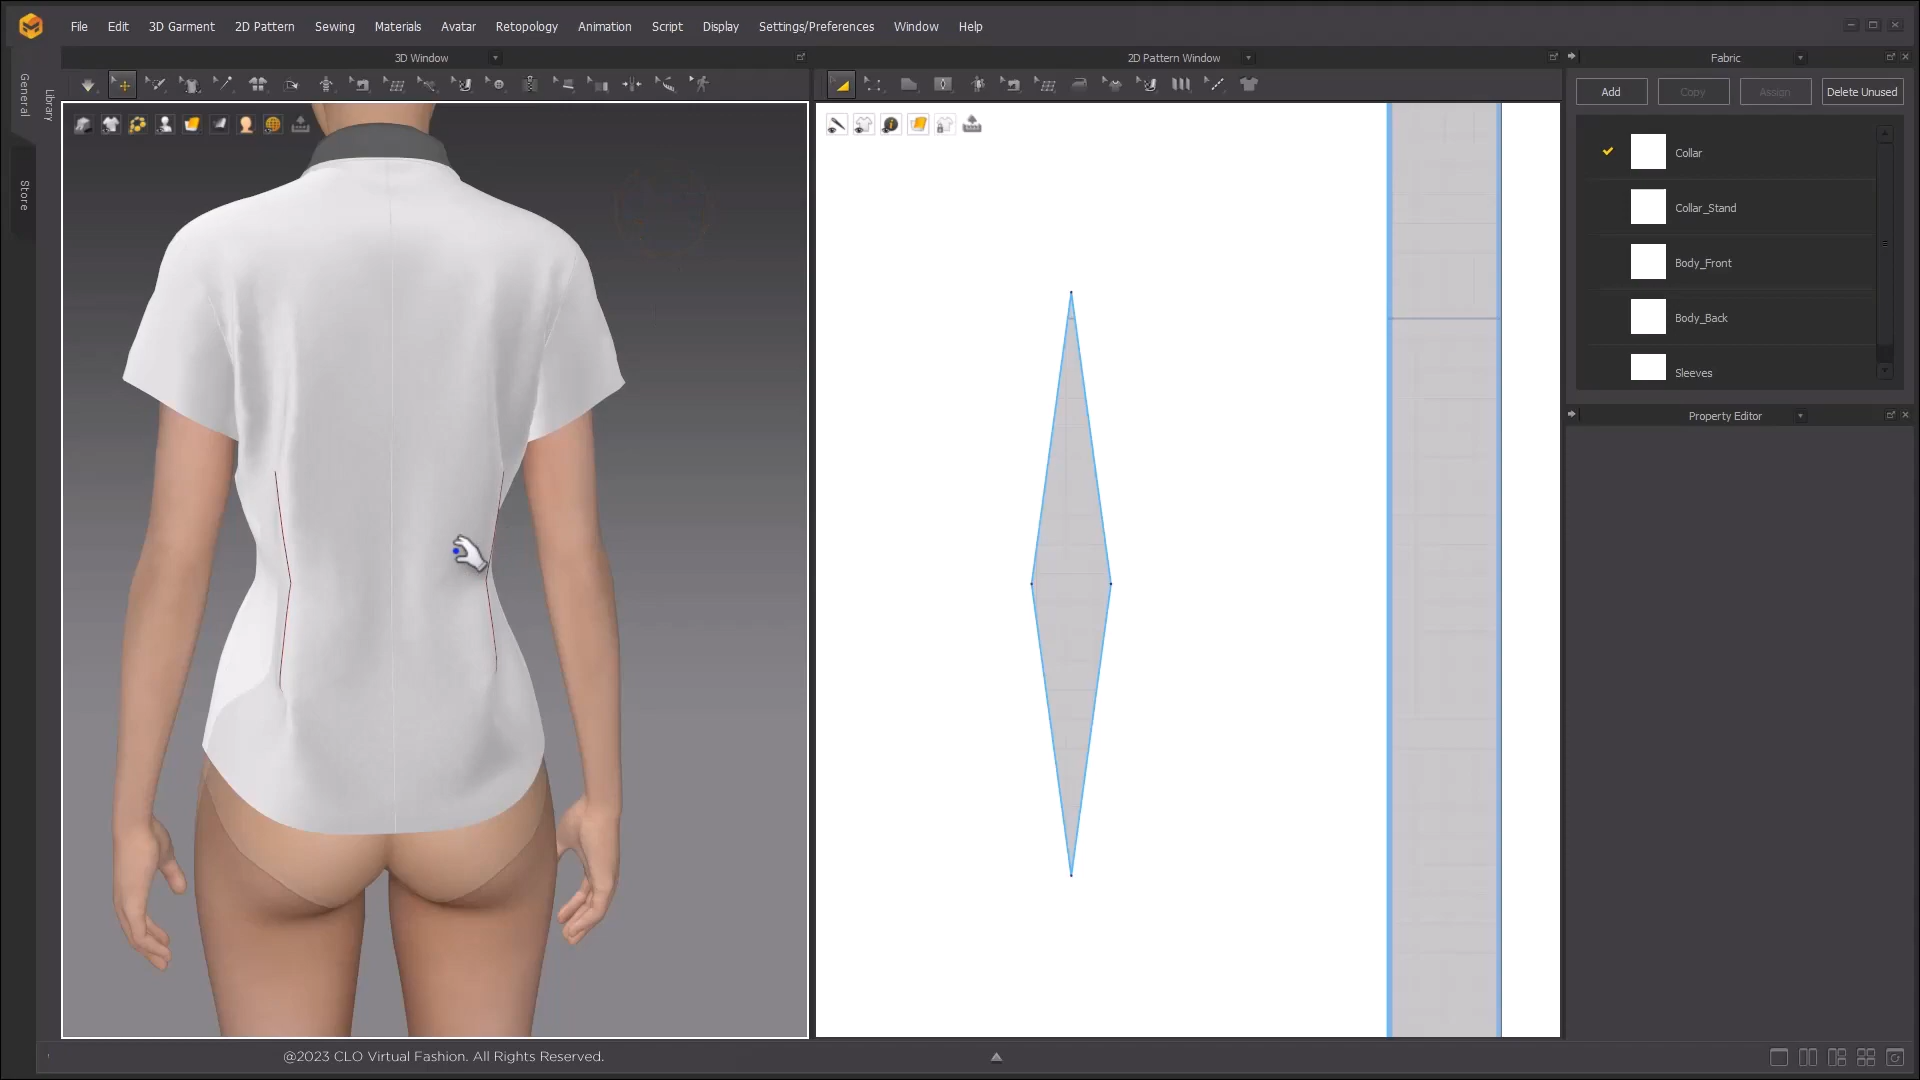 File Edit 3D Garment 2D Pattern Sewing Materials Avatar Retopology Animation Script Display Settings/Preferences Window Help
3D Window 2D Pattern Window Fabric
General
Library
Store
Add Copy Assign Delete Unused
Collar
Collar_Stand
Body_Front
Body_Back
Sleeves
Property Editor
@2023 CLO Virtual Fashion. All Rights Reserved.